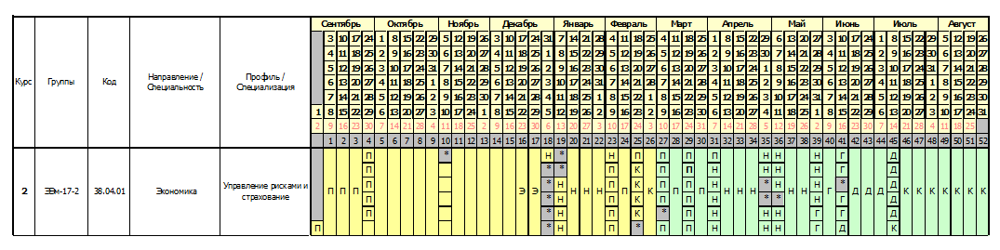 Сентябрь Октябрь Ноябрь Декабрь Январь Февраль Март Апрель Май Июнь Июль Август
3 10 17 24 1 8 15 22 29 5 12 19 26 3 10 17 24 31 7 14 21 28 4 11 18 25 4 11 18 25 1 8 15 22 29 6 13 20 27 3 10 17 24 1 8 15 22 29 5 12 19 26
4 11 18 25 2 9 16 23 30 6 13 20 27 4 11 18 25 1 8 15 22 29 5 12 19 26 5 12 19 26 2 9 16 23 30 7 14 21 28 4 11 18 25 2 9 16 23 30 6 13 20 27
5 12 19 26 3 10 17 24 31 7 14 21 28 5 12 19 26 2 9 16 23 30 6 13 20 27 6 13 20 27 3 10 17 24 1 8 15 22 29 5 12 19 26 3 10 17 24 31 7 14 21 28
Курс Группы Код Направление / Специальность Профиль / Специализация
6 13 20 27 4 11 18 25 1 8 15 22 29 6 13 20 27 3 10 17 24 31 7 14 21 28 7 14 21 28 4 11 18 25 2 9 16 23 30 6 13 20 27 4 11 18 25 1 8 15 22 29
7 14 21 28 5 12 19 26 2 9 16 23 30 7 14 21 28 4 11 18 25 1 8 15 22 1 8 15 22 29 5 12 19 26 3 10 17 24 31 7 14 21 28 5 12 19 26 2 9 16 23 30
1 8 15 22 29 6 13 20 27 3 10 17 24 1 8 15 22 29 5 12 19 26 2 9 16 23 2 9 16 23 30 6 13 20 27 4 11 18 25 1 8 15 22 29 6 13 20 27 3 10 17 24 31
2 9 16 23 30 7 14 21 28 4 11 18 25 2 9 16 23 30 6 13 20 27 3 10 17 24 3 10 17 24 31 7 14 21 28 5 12 19 26 2 9 16 23 30 7 14 21 28 4 11 18 25
1 2 3 4 5 6 7 8 9 10 11 12 13 14 15 16 17 18 19 20 21 22 23 24 25 26 27 28 29 30 31 32 33 34 35 36 37 38 39 40 41 42 43 44 45 46 47 48 49 50 51 52
П * Н * Н П П П Н Н Н Н Г Д
П * * П К П П Н Н Н Н Г Д
2 ЭЭм-17-2 38.04.01 Экономика Управление рисками и страхование
П П П Э Э Н Н Н П К П П Н Н Н Г Д Д Д К К К К К К К
П
П
П * Н П К * П Н Н Н Г Г Д
П * Н П * П П Н Н Н Г Д К